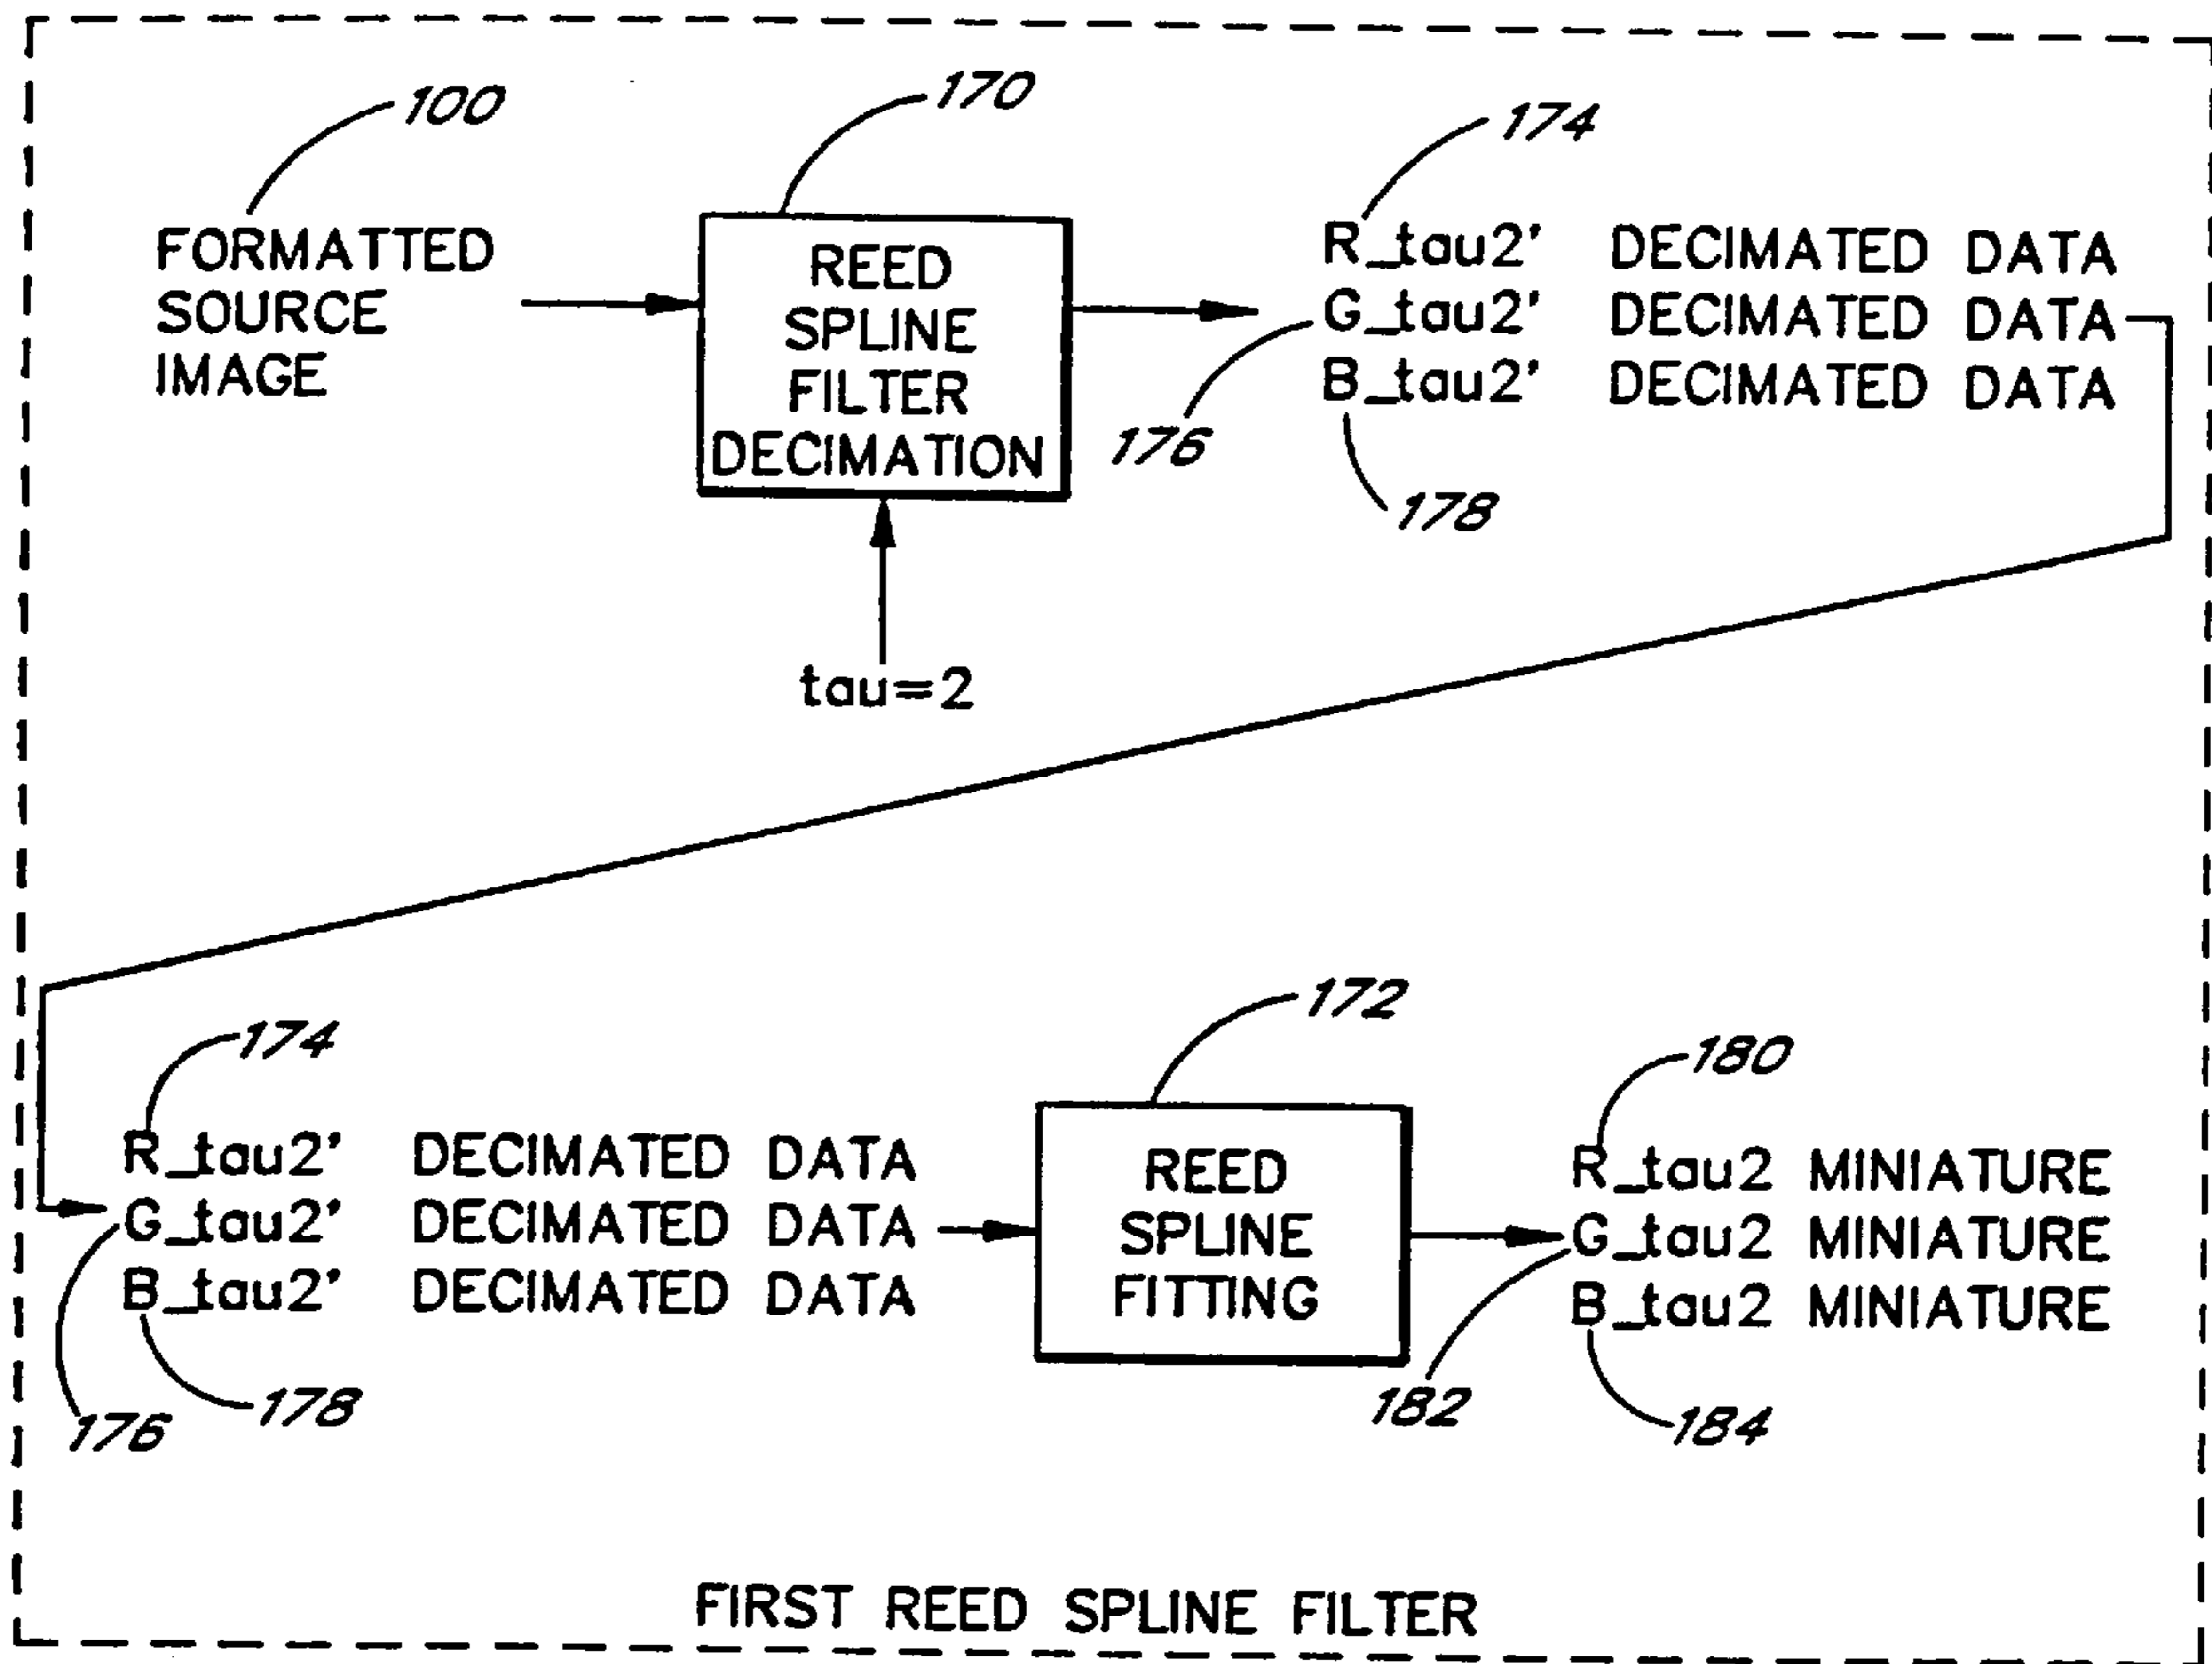 100
170
174
FORMATTED
SOURCE
IMAGE
REED
SPLINE
FILTER
DECIMATION
R_tau2' DECIMATED DATA
G_tau2' DECIMATED DATA
B_tau2' DECIMATED DATA
176
178
tau=2
174
172
180
R_tau2' DECIMATED DATA
G_tau2' DECIMATED DATA
B_tau2' DECIMATED DATA
REED
SPLINE
FITTING
R_tau2 MINIATURE
G_tau2 MINIATURE
B_tau2 MINIATURE
176
178
182
184
FIRST REED SPLINE FILTER